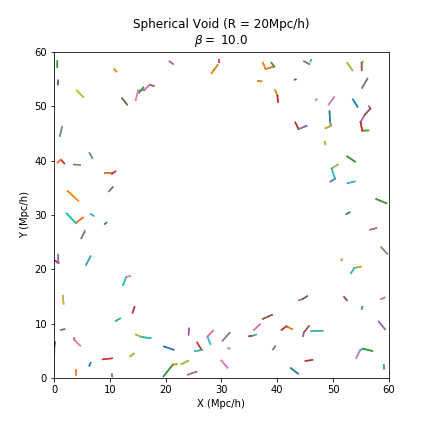 Spherical Void (R = 20Mpc/h)
β = 10.0
60
50
40
30
20
10
0
Y (Mpc/h)
0 10 20 30 40 50 60
X (Mpc/h)